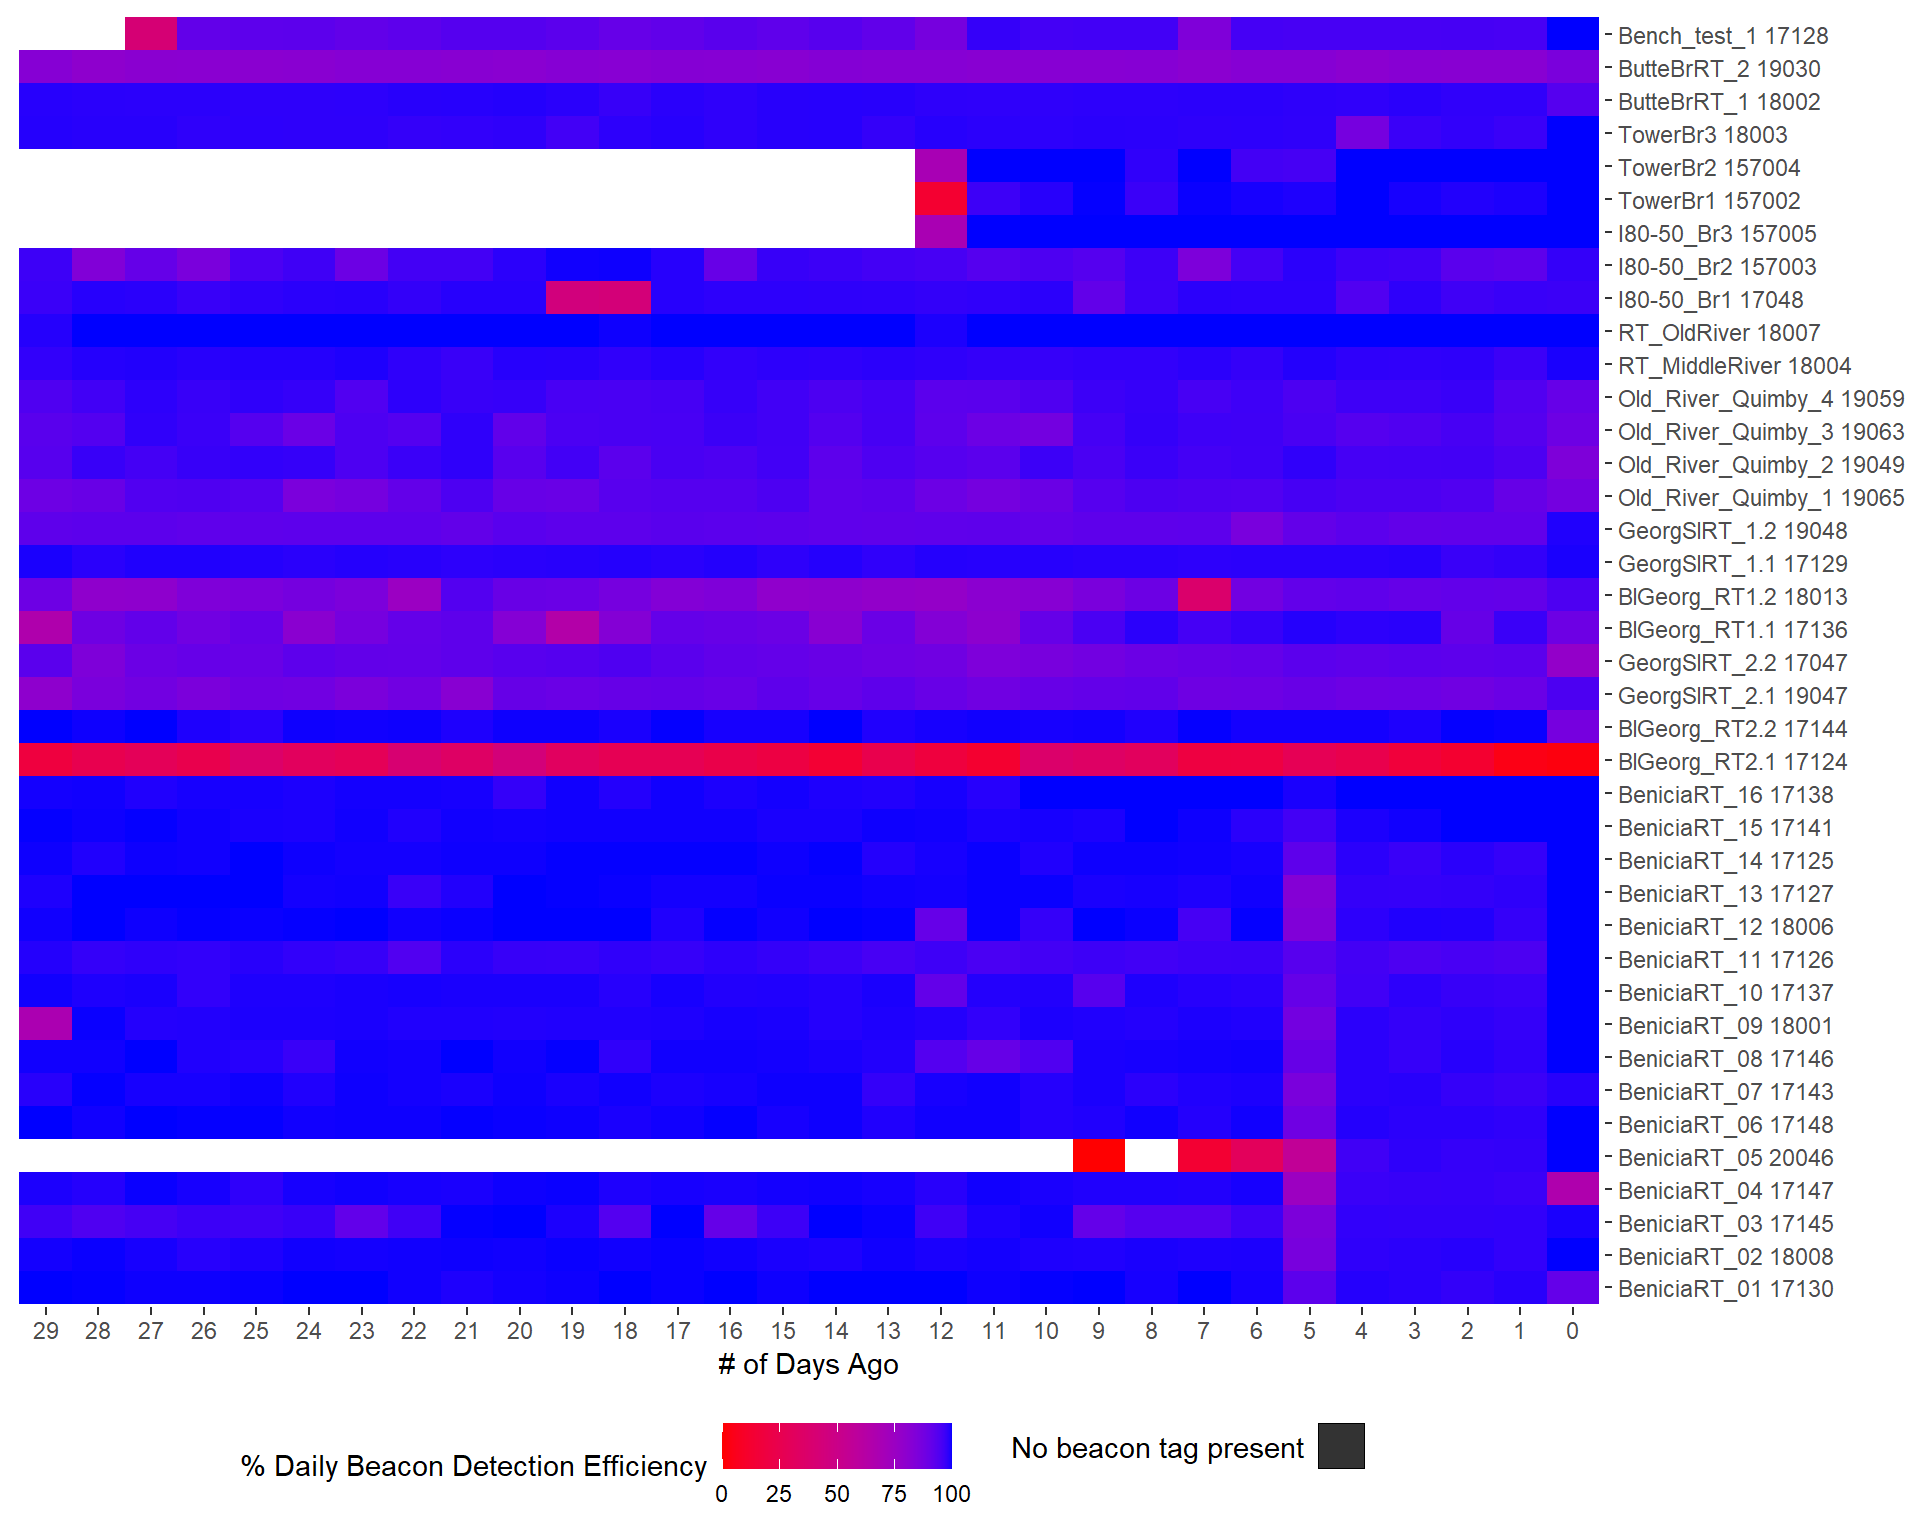 Bench_test_1 17128
ButteBrRT_2 19030
ButteBrRT_1 18002
TowerBr3 18003
TowerBr2 157004
TowerBr1 157002
I80-50_Br3 157005
I80-50_Br2 157003
I80-50_Br1 17048
RT_OldRiver 18007
RT_MiddleRiver 18004
Old_River_Quimby_4 19059
Old_River_Quimby_3 19063
Old_River_Quimby_2 19049
Old_River_Quimby_1 19065
GeorgSlRT_1.2 19048
GeorgSlRT_1.1 17129
BlGeorg_RT1.2 18013
BlGeorg_RT1.1 17136
GeorgSlRT_2.2 17047
GeorgSlRT_2.1 19047
BlGeorg_RT2.2 17144
BlGeorg_RT2.1 17124
BeniciaRT_16 17138
BeniciaRT_15 17141
BeniciaRT_14 17125
BeniciaRT_13 17127
BeniciaRT_12 18006
BeniciaRT_11 17126
BeniciaRT_10 17137
BeniciaRT_09 18001
BeniciaRT_08 17146
BeniciaRT_07 17143
BeniciaRT_06 17148
BeniciaRT_05 20046
BeniciaRT_04 17147
BeniciaRT_03 17145
BeniciaRT_02 18008
BeniciaRT_01 17130
29 28 27 26 25 24 23 22 21 20 19 18 17 16 15 14 13 12 11 10 9 8 7 6 5 4 3 2 1 0
# of Days Ago
% Daily Beacon Detection Efficiency
0 25 50 75 100
No beacon tag present